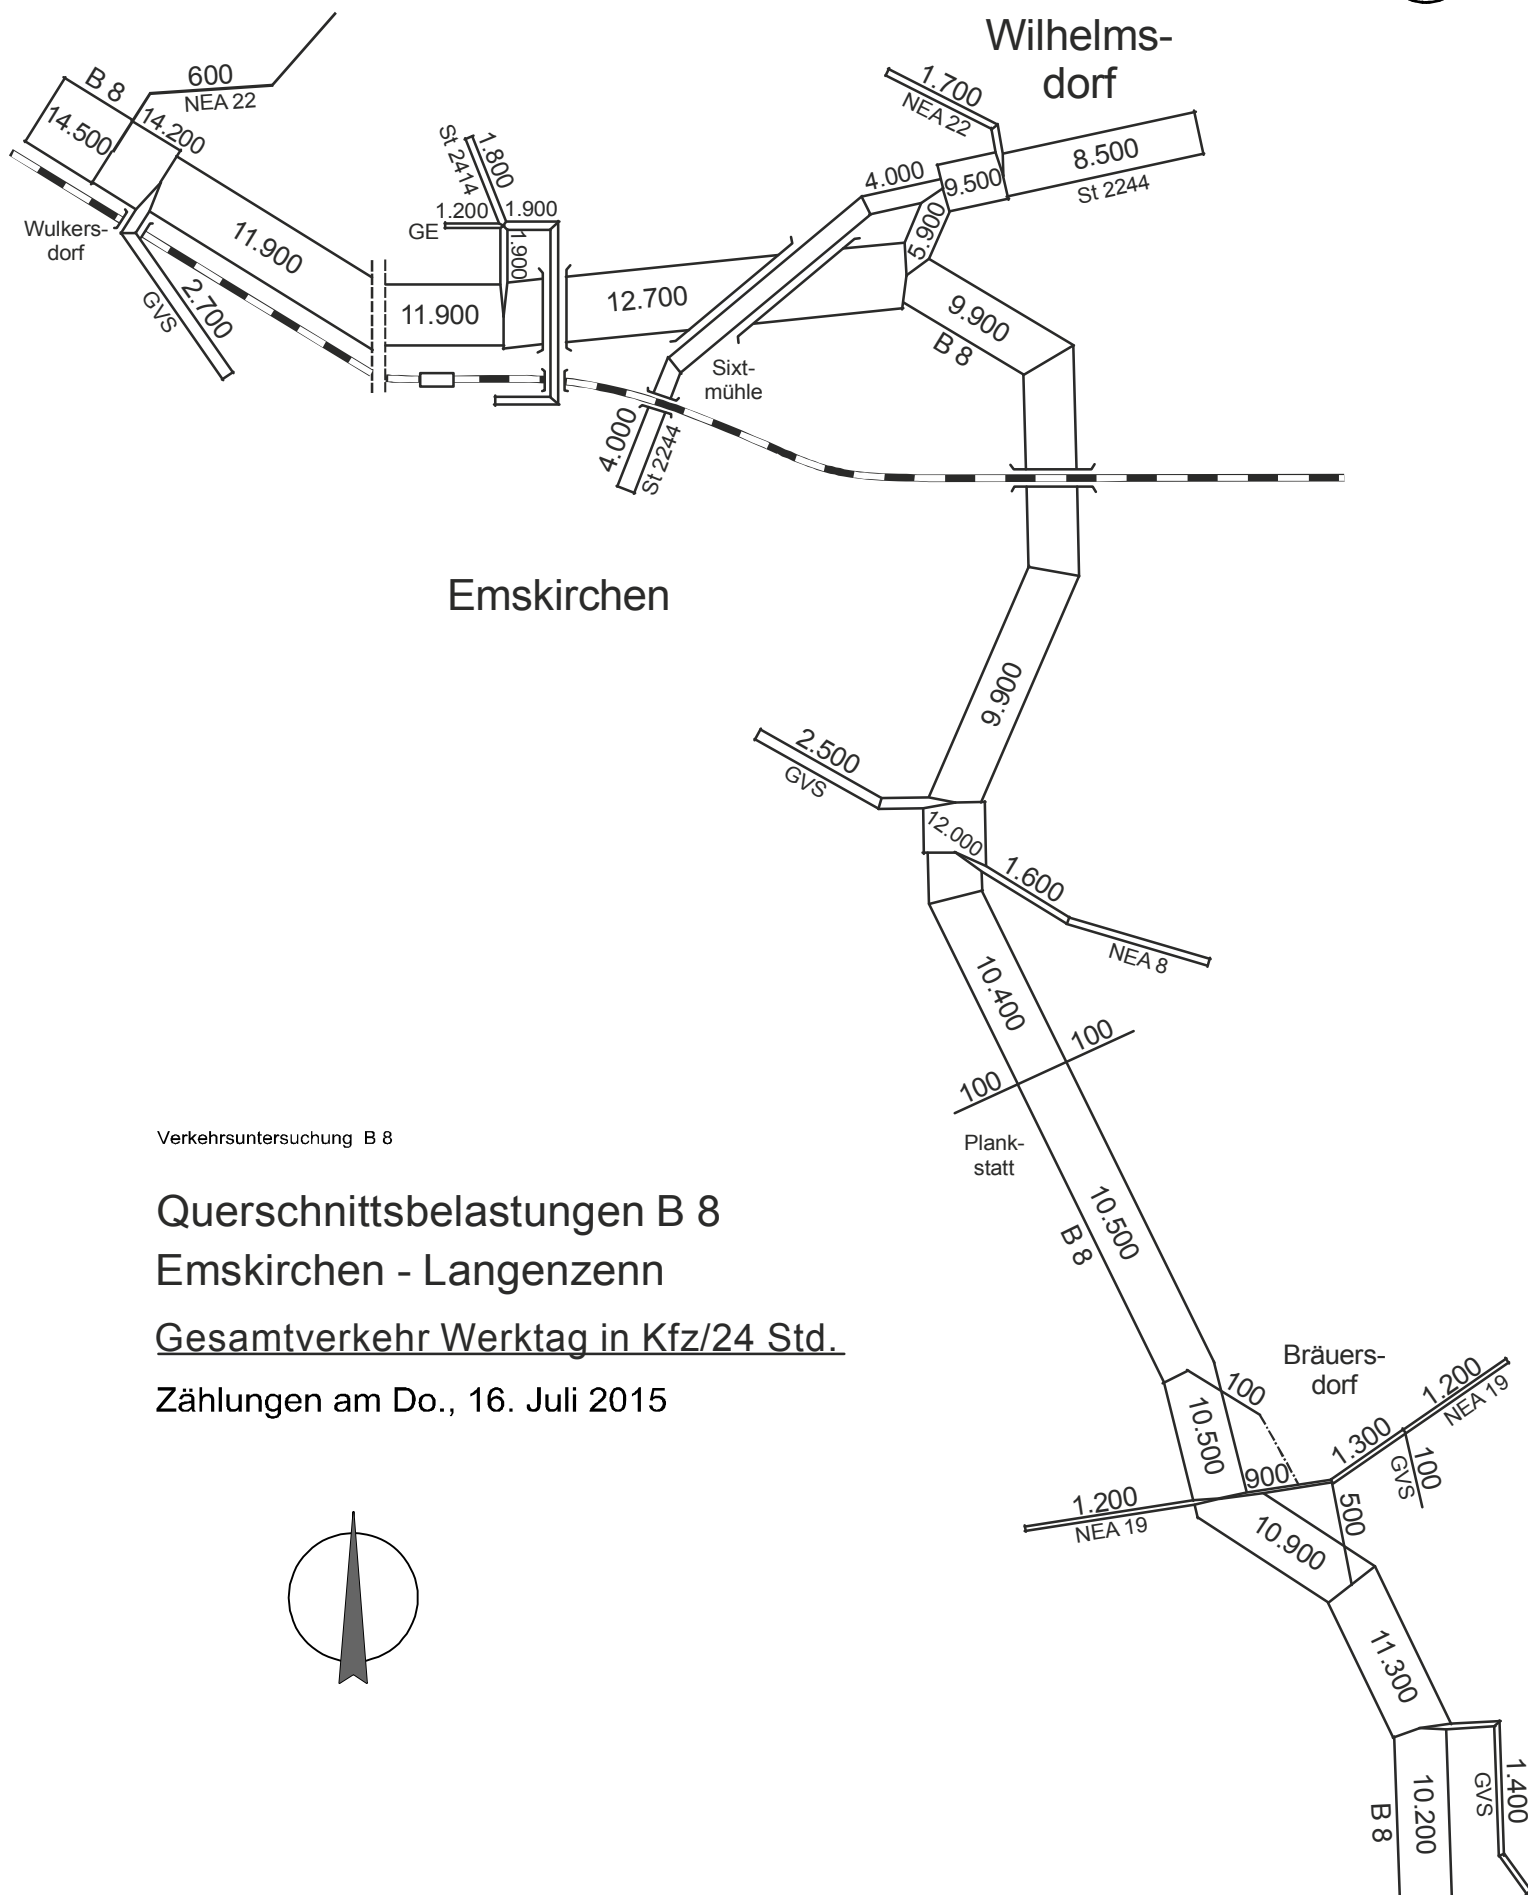 Wilhelms-
dorf
B 8
600
NEA 22
14.500
14.200
Wulkers-
dorf
11.900
2.700
GVS
St 2414
1.800
1.200
1.900
GE
1.900
11.900
12.700
1.700
NEA 22
4.000
9.500
8.500
St 2244
5.900
9.900
B 8
Sixt-
mühle
4.000
St 2244
Emskirchen
9.900
2.500
GVS
12.000
1.600
NEA 8
10.400
100
100
Plank-
statt
10.500
B 8
Verkehrsuntersuchung B 8
Querschnittsbelastungen B 8
Emskirchen - Langenzenn
Gesamtverkehr Werktag in Kfz/24 Std.
Zählungen am Do., 16. Juli 2015
Bräuers-
dorf
100
10.500
900
1.300
1.200
NEA 19
100
GVS
1.200
NEA 19
500
10.900
11.300
10.200
B 8
GVS
1.400